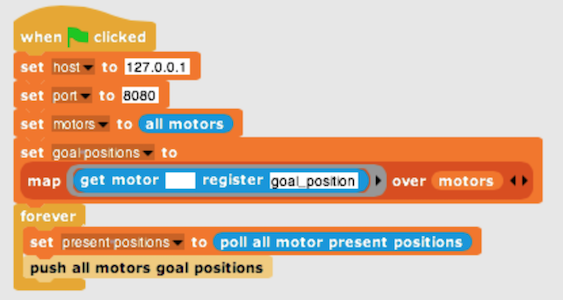 when clicked
set host to 127.0.0.1
set port to 8080
set motors to all motors
set goal-positions to
map get motor register goal_position over motors
forever
set present-positions to poll all motor present positions
push all motors goal positions